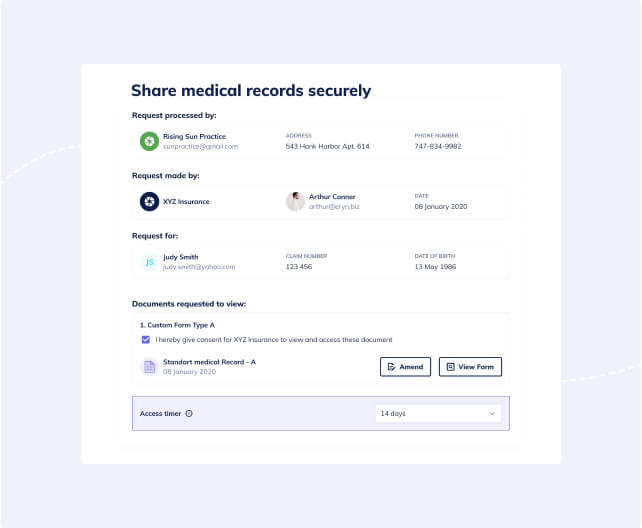 Share medical records securely
Request processed by:
Rising Sun Practice
sunpractice@gmail.com
ADDRESS
543 Hank Harbor Apt. 614
PHONE NUMBER
747-834-9982
Request made by:
XYZ Insurance
Arthur Conner
arthur@eryn.biz
DATE
08 January 2020
Request for:
JS
Judy Smith
judy.smith@yahoo.com
CLAIM NUMBER
123 456
DATE OF BIRTH
13 May 1986
Documents requested to view:
1. Custom Form Type A
I hereby give consent for XYZ Insurance to view and access these document
Standart medical Record - A
08 January 2020
Amend
View Form
Access timer
14 days